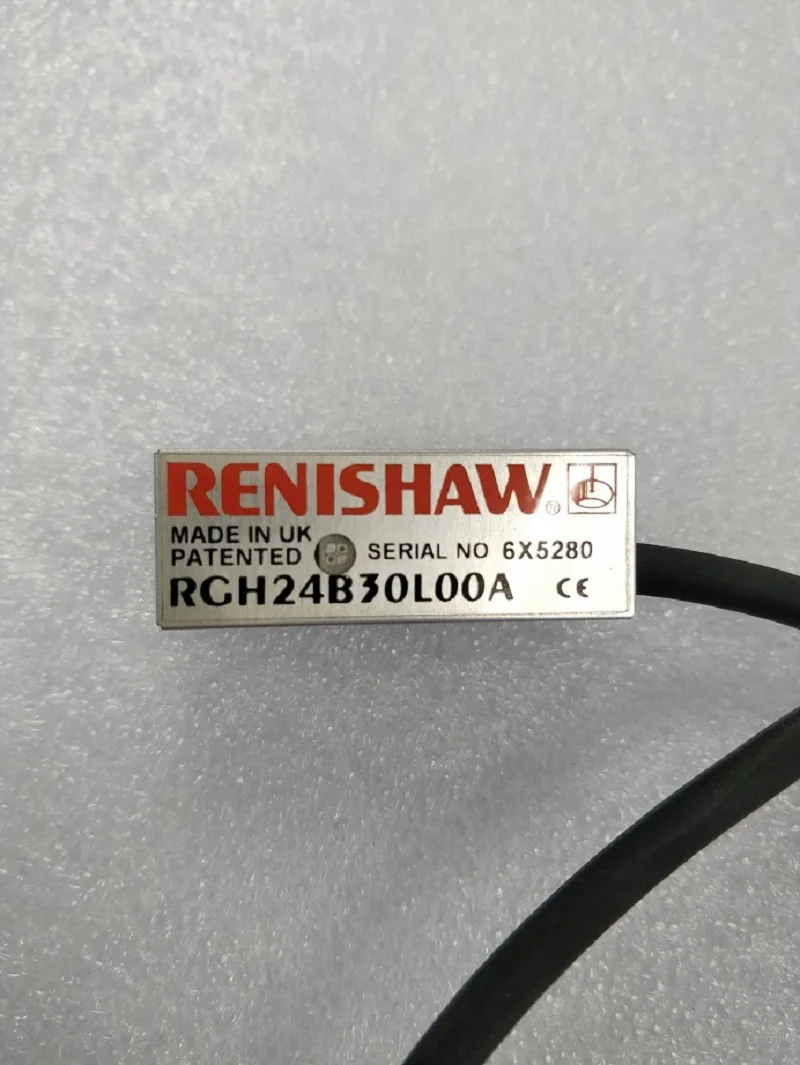 RENISHAW®
MADE IN UK
PATENTED SERIAL NO 6X5280
RGH24B30L00A CE